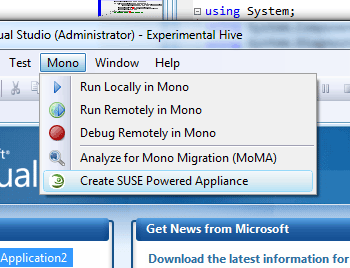 using System;
ual Studio (Administrator) - Experimental Hive
Test Mono Window Help
Run Locally in Mono
Run Remotely in Mono
Debug Remotely in Mono
Analyze for Mono Migration (MoMA)
Create SUSE Powered Appliance
ual
Get News from Microsoft
Application2
Download the latest information for